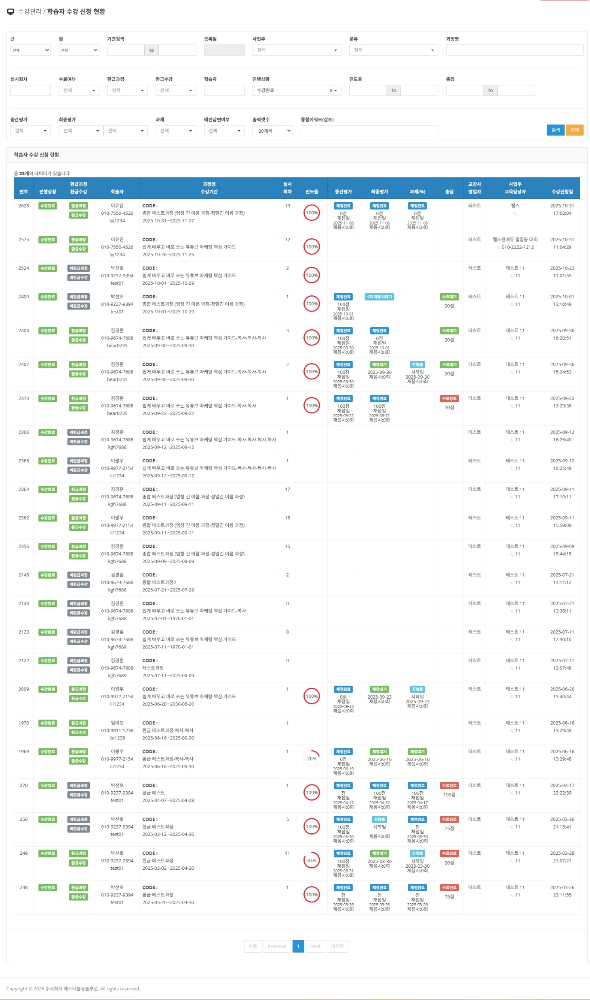 수강관리 / 학습자 수강 신청 현황
년 월 기간검색 등록일 사업주 분류 과정명
전체 전체 to 검색 검색
실시회차 수료여부 환급과정 환급수강 학습자 진행상황 진도율 총점
전체 검색 전체 수강완료 × to to
중간평가 최종평가 과제 배낀답변여부 출력갯수 통합키워드(검토)
전체 전체 전체 전체 전체 20개씩 검색 전체
학습자 수강 신청 현황
총 23개의 데이터가 있습니다
환급과정 과정명 실시 교강사 사업주
번호 진행상황 환급수강 학습자 수강기간 회차 진도율 중간평가 최종평가 과제(%) 총점 영업자 교육담당자 수강신청일
2628 수강완료 환급과정 이유진 CODE : 19 채점완료 채점완료 채점완료 테스트 웰스 2025-10-31
환급수강 010-7550-4526 종합 테스트과정 (엄청 긴 이름 과정-정말긴 이름 과정) 100% 0점 0점 0점 17:03:04
채점일 채점일 채점일
lyj1234 2025-10-31 ~2025-11-27 2025-11-06 2025-11-06 2025-11-06
재응시:0회 재응시:0회 재응시:0회
2575 수강완료 환급과정 이유진 CODE : 12 테스트 웰스윈에듀 일길동 대리 2025-10-31
환급수강 010-7550-4526 쉽게 배우고 바로 쓰는 유튜브 마케팅 핵심 가이드 100% 010-2222-1212 11:04:29
lyj1234 2025-10-26 ~2025-11-25
2524 수강완료 비환급과정 박선호 CODE : 2 테스트 테스트 11 2025-10-23
비환급수강 010-9237-9394 쉽게 배우고 바로 쓰는 유튜브 마케팅 핵심 가이드 100% 11 11:01:55
test01 2025-10-01 ~2025-10-29
2409 수강완료 비환급과정 박선호 CODE : 1 채점완료 1차 재응시대기 수료대기 테스트 테스트 11 2025-10-01
비환급수강 010-9237-9394 종합 테스트과정 (엄청 긴 이름 과정-정말긴 이름 과정) 100% 100점 20점 11 13:16:49
채점일
test01 2025-10-01 ~2025-10-29 2025-10-01
재응시:0회
2408 수강완료 환급과정 김경훈 CODE : 3 채점완료 채점완료 수료대기 테스트 테스트 11 2025-09-30
환급수강 010-9674-7688 쉽게 배우고 바로 쓰는 유튜브 마케팅 핵심 가이드-복사-복사-복사 100% 100점 0점 20점 11 16:20:51
채점일 채점일
bear0235 2025-09-30 ~2025-09-30 2025-09-30 2025-10-01
재응시:0회 재응시:0회
2407 수강완료 환급과정 김경훈 CODE : 2 채점완료 채점대기 진행중 수료대기 테스트 테스트 11 2025-09-30
환급수강 010-9674-7688 쉽게 배우고 바로 쓰는 유튜브 마케팅 핵심 가이드-복사-복사-복사 100% 100점 2025-09-30 시작일 20점 11 15:24:53
채점일 재응시:0회 2025-09-30
bear0235 2025-09-30 ~2025-09-30 2025-09-30 재응시:0회
재응시:0회
2370 수강완료 환급과정 김경훈 CODE : 1 채점완료 채점완료 수료완료 테스트 테스트 11 2025-09-22
환급수강 010-9674-7688 쉽게 배우고 바로 쓰는 유튜브 마케팅 핵심 가이드-복사-복사 100% 100점 100점 70점 11 13:23:38
채점일 채점일
bear0235 2025-09-22 ~2025-09-22 2025-09-22 2025-09-22
재응시:0회 재응시:0회
2366 수강완료 비환급과정 김경훈 CODE : 1 테스트 테스트 11 2025-09-12
비환급수강 010-9674-7688 쉽게 배우고 바로 쓰는 유튜브 마케팅 핵심 가이드-복사-복사-복사-복사 11 16:25:49
kgh7688 2025-09-12 ~2025-09-12
2365 수강완료 비환급과정 이왕우 CODE : 1 테스트 테스트 11 2025-09-12
비환급수강 010-9977-2154 쉽게 배우고 바로 쓰는 유튜브 마케팅 핵심 가이드-복사-복사-복사-복사 11 16:25:49
iii1234 2025-09-12 ~2025-09-12
2364 수강완료 환급과정 김경훈 CODE : 17 테스트 테스트 11 2025-09-11
환급수강 010-9674-7688 종합 테스트과정 (엄청 긴 이름 과정-정말긴 이름 과정) 11 17:10:11
kgh7688 2025-09-11 ~2025-09-11
2362 수강완료 환급과정 이왕우 CODE : 16 테스트 테스트 11 2025-09-11
환급수강 010-9977-2154 종합 테스트과정 (엄청 긴 이름 과정-정말긴 이름 과정) 11 15:59:09
iii1234 2025-09-11 ~2025-09-11
2356 수강완료 환급과정 김경훈 CODE : 15 테스트 테스트 11 2025-09-09
환급수강 010-9674-7688 종합 테스트과정 (엄청 긴 이름 과정-정말긴 이름 과정) 11 15:44:15
kgh7688 2025-09-09 ~2025-09-09
2145 수강완료 비환급과정 김경훈 CODE : 2 테스트 테스트 11 2025-07-21
비환급수강 010-9674-7688 종합 테스트과정2 11 14:11:12
kgh7688 2025-07-21 ~2025-07-29
2144 수강완료 비환급과정 김경훈 CODE : 0 테스트 테스트 11 2025-07-21
비환급수강 010-9674-7688 쉽게 배우고 바로 쓰는 유튜브 마케팅 핵심 가이드-복사 11 13:38:11
kgh7688 2025-07-01 ~1970-01-01
2123 수강완료 비환급과정 김경훈 CODE : 0 테스트 테스트 11 2025-07-11
비환급수강 010-9674-7688 쉽게 배우고 바로 쓰는 유튜브 마케팅 핵심 가이드 11 12:30:10
kgh7689 2025-07-11 ~1970-01-01
2122 수강완료 비환급과정 김경훈 CODE : 0 테스트 테스트 11 2025-07-11
비환급수강 010-9674-7688 테스트과정 11 12:07:48
kgh7689 2025-07-11 ~2025-09-09
2009 수강완료 환급과정 이왕우 CODE : 1 채점완료 채점대기 진행중 테스트 테스트 11 2025-06-20
환급수강 010-9977-2154 쉽게 배우고 바로 쓰는 유튜브 마케팅 핵심 가이드 100% 0점 2025-09-23 시작일 11 15:40:44
채점일 재응시:0회 2025-09-23
iii1234 2025-06-20 ~2030-06-20 2025-09-23 재응시:0회
재응시:0회
1970 수강완료 환급과정 일이오 CODE : 1 테스트 테스트 11 2025-06-16
환급수강 010-9911-1238 환급 테스트과정-복사-복사 11 13:29:48
iio1238 2025-06-16 ~2025-09-30
1969 수강완료 환급과정 이왕우 CODE : 1 채점완료 채점대기 채점대기 테스트 테스트 11 2025-06-16
환급수강 010-9977-2154 환급 테스트과정-복사-복사 20% 0점 2025-06-16 2025-06-16 11 13:29:48
채점일 재응시:0회 재응시:0회
iii1234 2025-06-16 ~2025-09-30 2025-06-19
재응시:0회
270 수강완료 비환급과정 박선호 CODE : 1 채점완료 채점완료 채점완료 수료완료 테스트 테스트 11 2025-04-17
비환급수강 010-9237-9394 환급 테스트 100% 점 100점 100점 100점 11 22:22:39
채점일 채점일 채점일
test01 2025-04-07 ~2025-04-28 2025-04-17 2025-04-17 2025-04-17
재응시:0회 재응시:0회 재응시:0회
250 수강완료 비환급과정 박선호 CODE : 5 채점완료 진행중 채점완료 수료완료 테스트 테스트 11 2025-03-30
비환급수강 010-9237-9394 환급 테스트과정 100% 100점 시작일 점 75점 11 21:13:41
채점일 채점일
test01 2025-03-12 ~2025-04-30 2025-03-30 재응시:0회 2025-03-30
재응시:0회 재응시:0회
249 수강완료 환급과정 박선호 CODE : 11 채점완료 채점대기 진행중 수료완료 테스트 테스트 11 2025-03-28
환급수강 010-9237-9394 환급 테스트과정 83% 100점 2025-03-30 시작일 20점 11 21:07:21
채점일 재응시:0회 2025-03-30
test01 2025-03-02 ~2025-04-20 2025-03-31 재응시:0회
재응시:0회
248 수강완료 환급과정 박선호 CODE : 1 채점완료 채점완료 채점완료 수료완료 테스트 테스트 11 2025-03-26
환급수강 010-9237-9394 환급 테스트과정 100% 점 점 점 75점 11 23:11:55
채점일 채점일 채점일
test01 2025-03-20 ~2025-04-30 2025-03-26 2025-03-26 2025-03-26
재응시:0회 재응시:0회 재응시:0회
처음 Previous 1 Next 마지막
Copyright © 2025 주식회사 에스더블유솔루션. All rights reserved.